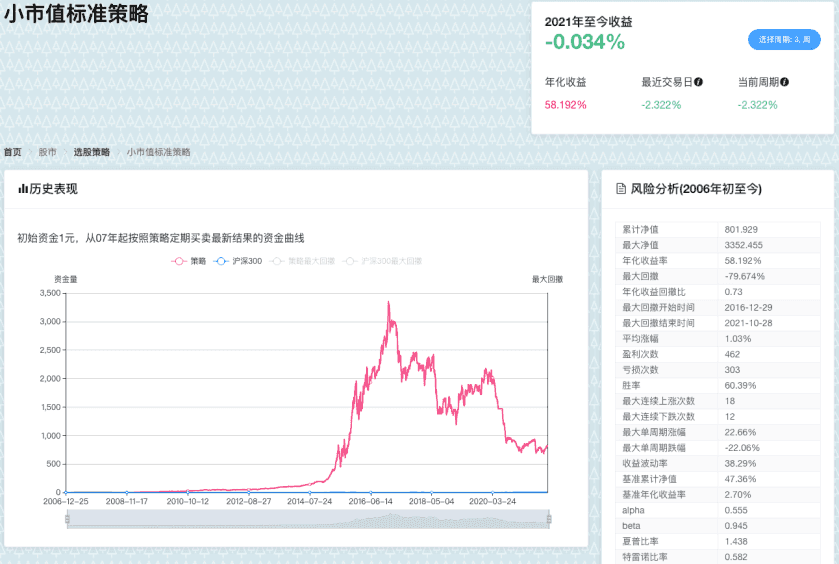 小市值标准策略
2021年至今收益
-0.034%
选择周期: 3, 周
年化收益 最近交易日 当前周期
58.192% -2.322% -2.322%
首页 股市 选股策略 小市值标准策略
历史表现
初始资金1元，从07年起按照策略定期买卖最新结果的资金曲线
策略 沪深300 策略最大回撤 沪深300最大回撤
资金量 最大回撤
3,500
3,000
2,500
2,000
1,500
1,000
500
0
2006-12-25 2008-11-17 2010-10-12 2012-08-27 2014-07-24 2016-06-14 2018-05-04 2020-03-24
风险分析(2006年初至今)
累计净值 801.929
最大净值 3352.455
年化收益率 58.192%
最大回撤 -79.674%
年化收益回撤比 0.73
最大回撤开始时间 2016-12-29
最大回撤结束时间 2021-10-28
平均涨幅 1.03%
盈利次数 462
亏损次数 303
胜率 60.39%
最大连续上涨次数 18
最大连续下跌次数 12
最大单周期涨幅 22.66%
最大单周期跌幅 -22.06%
收益波动率 38.29%
基准累计净值 47.36%
基准年化收益率 2.70%
alpha 0.555
beta 0.945
夏普比率 1.438
特雷诺比率 0.582